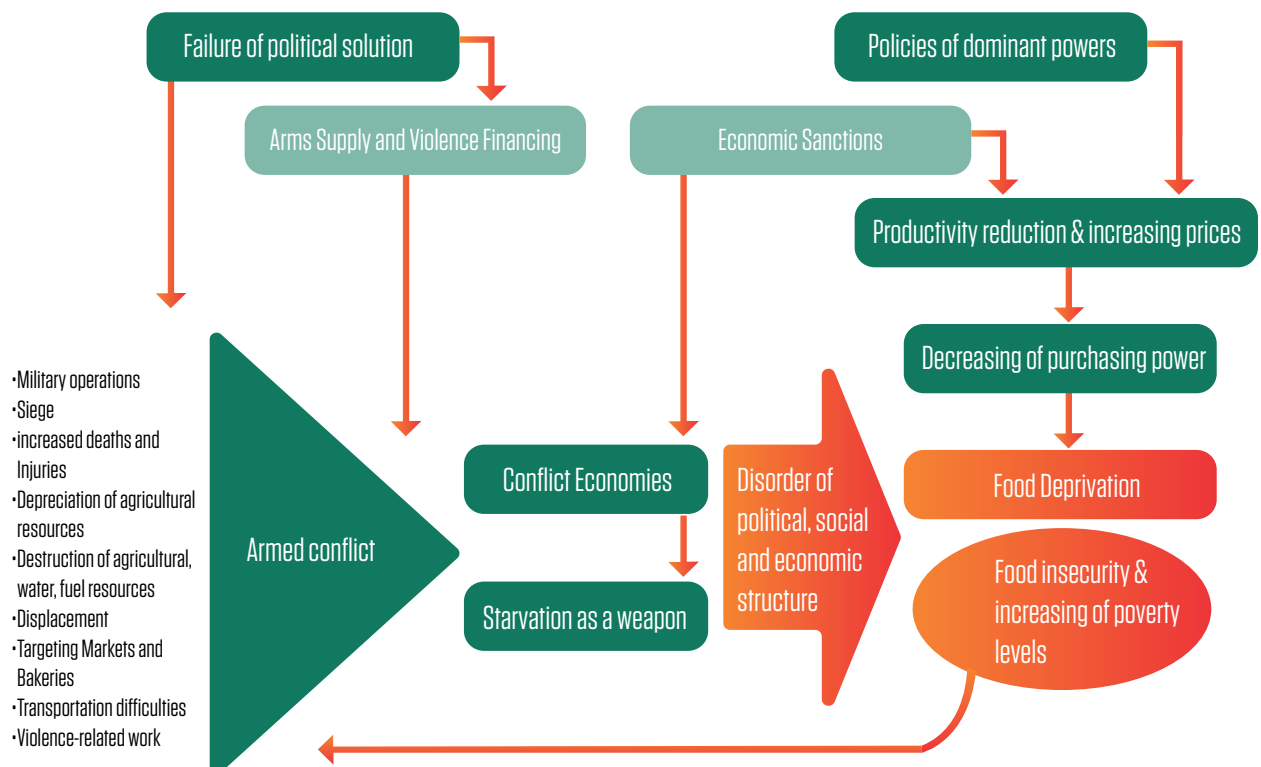 Failure of political solution
Policies of dominant powers
Arms Supply and Violence Financing
Economic Sanctions
Productivity reduction & increasing prices
Decreasing of purchasing power
•Military operations
•Siege
•increased deaths and
Injuries
•Depreciation of agricultural
resources
•Destruction of agricultural,
water, fuel resources
•Displacement
•Targeting Markets and
Bakeries
•Transportation difficulties
•Violence-related work
Armed conflict
Conflict Economies
Starvation as a weapon
Disorder of
political, social
and economic
structure
Food Deprivation
Food insecurity &
increasing of poverty
levels